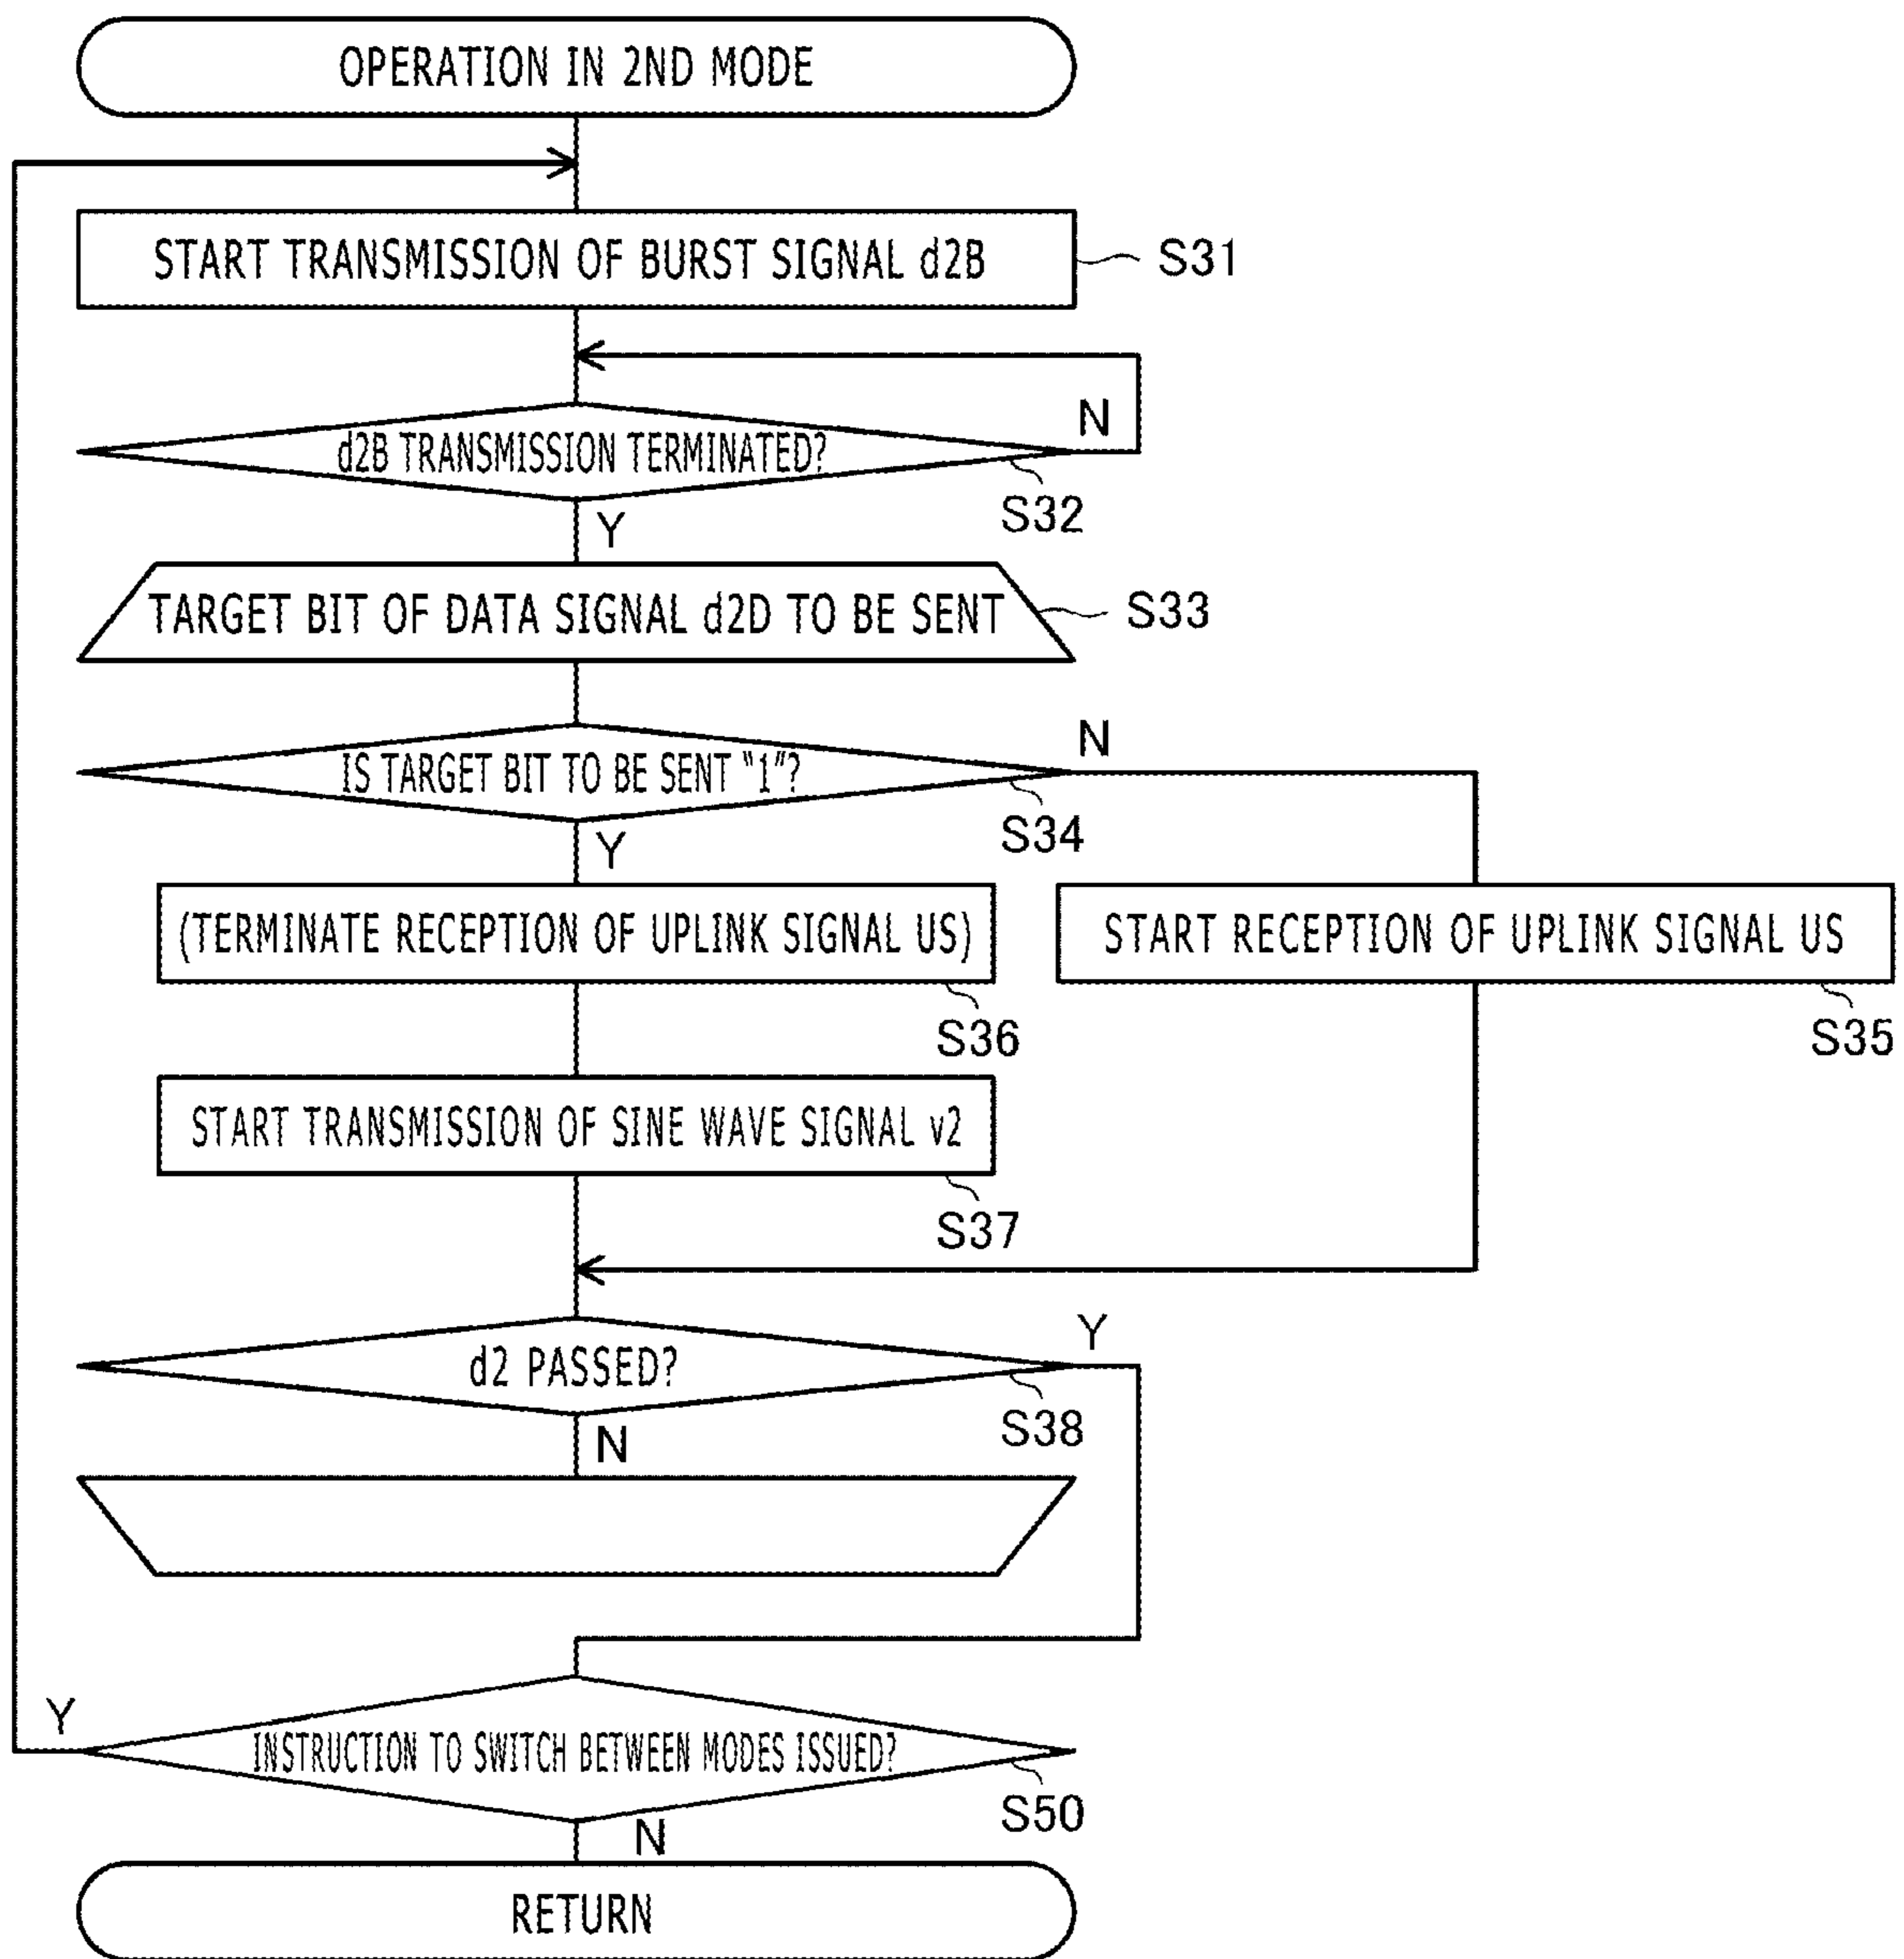 OPERATION IN 2ND MODE
START TRANSMISSION OF BURST SIGNAL d2B
S31
N
d2B TRANSMISSION TERMINATED?
S32
Y
TARGET BIT OF DATA SIGNAL d2D TO BE SENT
S33
N
IS TARGET BIT TO BE SENT “1”?
S34
Y
(TERMINATE RECEPTION OF UPLINK SIGNAL US)
START RECEPTION OF UPLINK SIGNAL US
S36
S35
START TRANSMISSION OF SINE WAVE SIGNAL v2
S37
Y
d2 PASSED?
S38
N
Y
INSTRUCTION TO SWITCH BETWEEN MODES ISSUED?
S50
N
RETURN